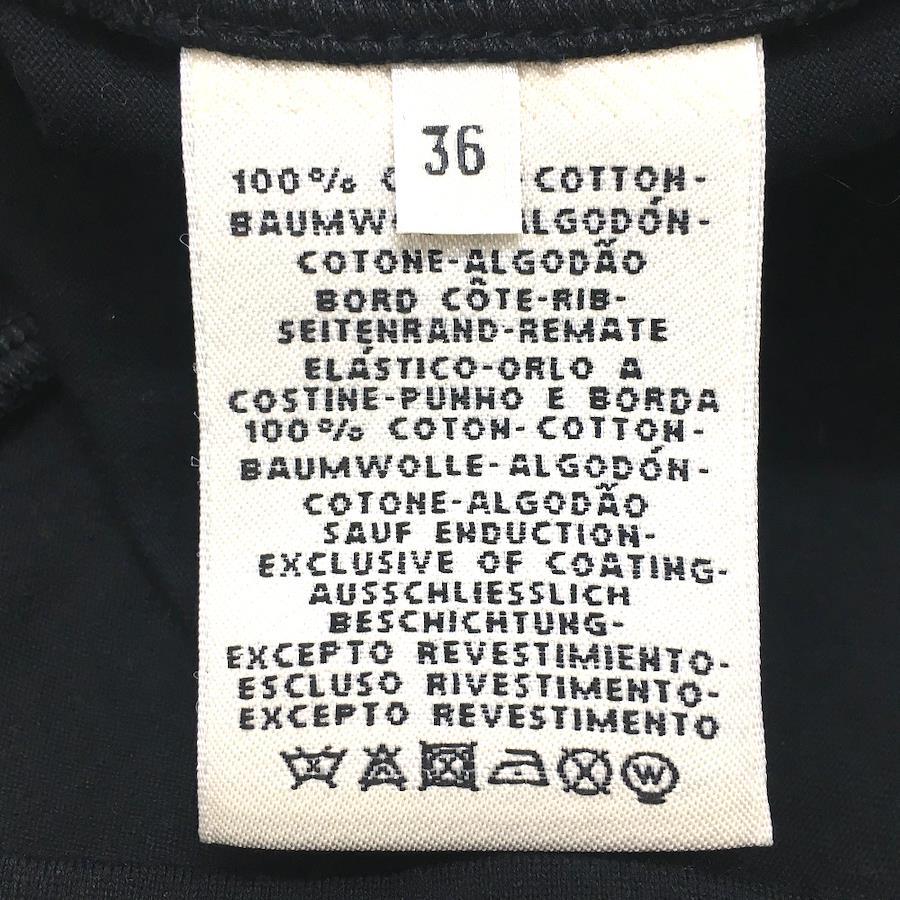 36
100% COTTON-
ALGODÓN-
COTONE-ALGODÃO
BORD CÔTE-RIB-
SEITENRAND-REMATE
ELÁSTICO-ORLO A
COSTINE-PUNHO E BORDA
100% COTON-COTTON-
BAUMWOLLE-ALGODÓN-
COTONE-ALGODÃO
SAUF ENDUCTION-
EXCLUSIVE OF COATING-
AUSSCHLIESSLICH
BESCHICHTUNG-
EXCEPTO REVESTIMIENTO-
ESCLUSO RIVESTIMENTO-
EXCEPTO REVESTIMENTO
W